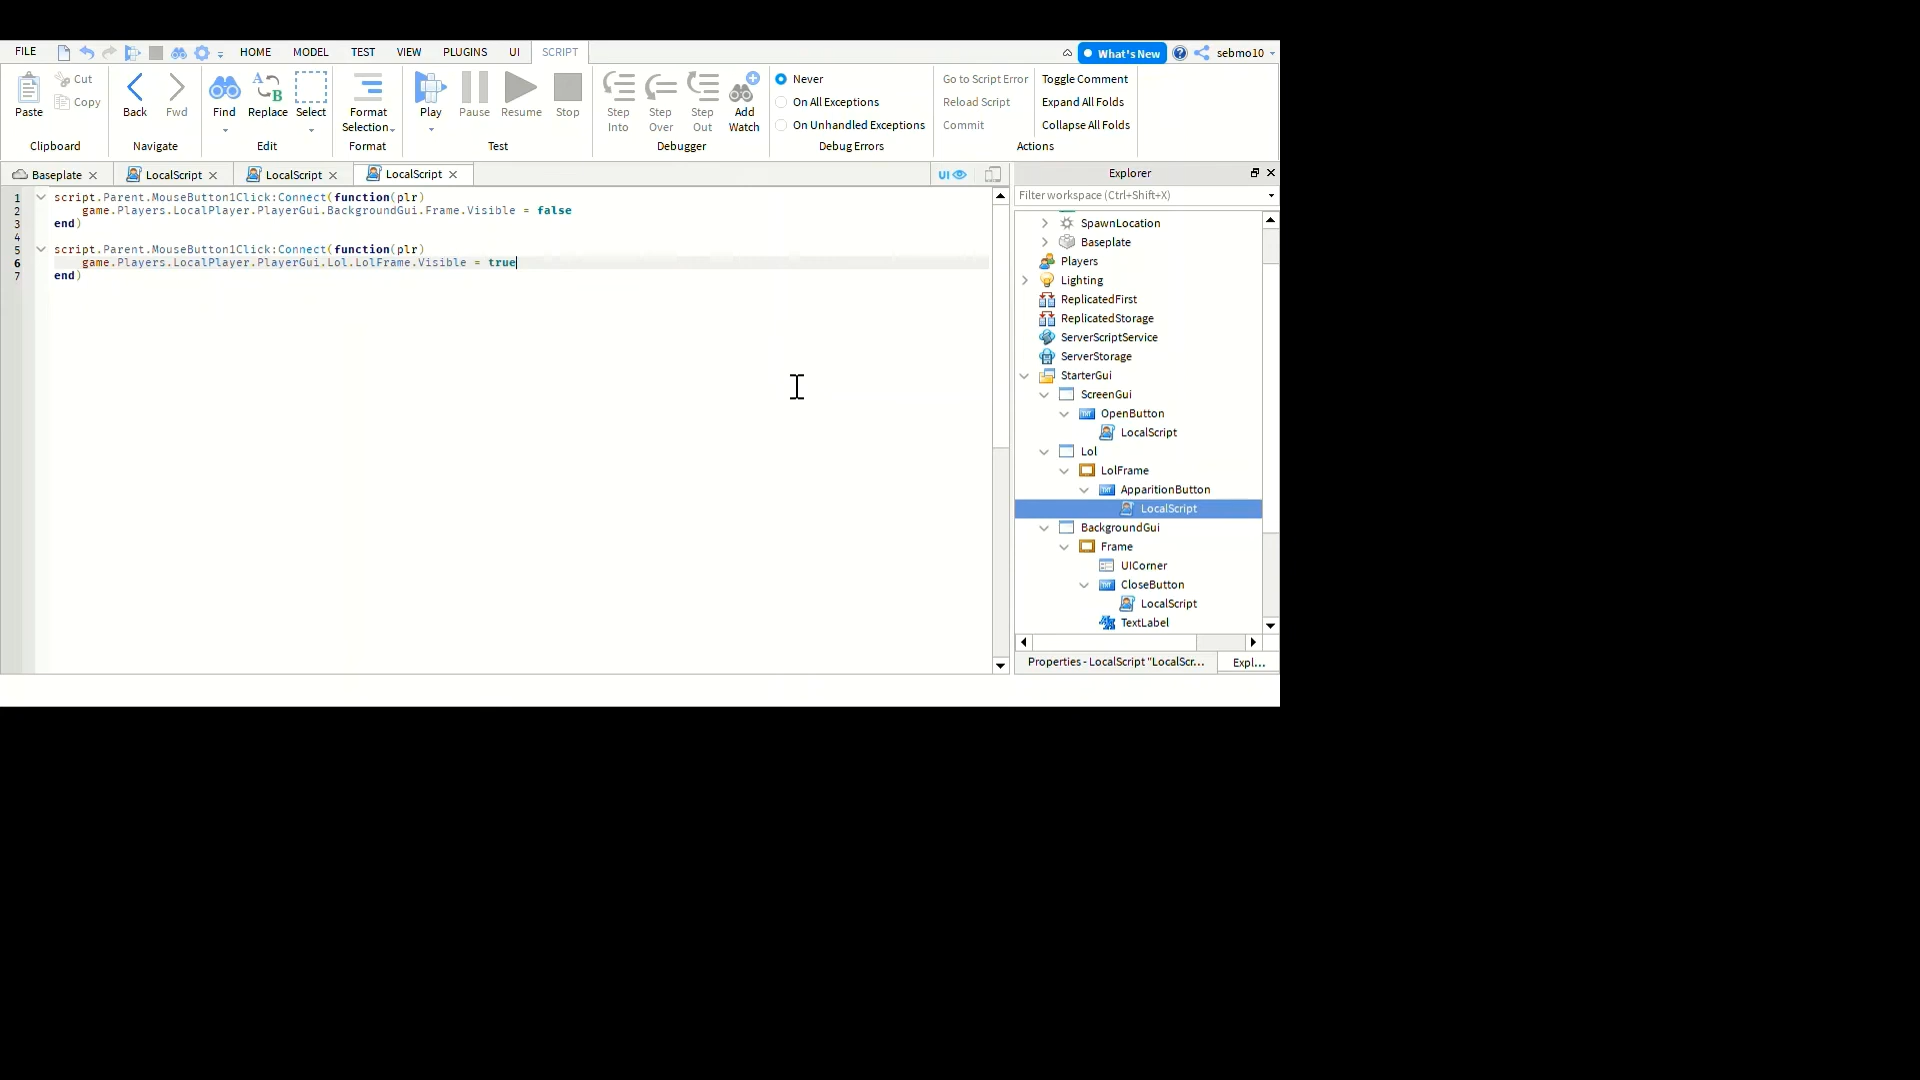 FILE HOME MODEL TEST VIEW PLUGINS UI SCRIPT What's New sebmo10
Paste Cut Copy Back Fwd Find Replace Select Format Selection Play Pause Resume Stop Step Into Step Over Step Out Add Watch
Never
On All Exceptions
On Unhandled Exceptions
Go to Script Error
Reload Script
Commit
Toggle Comment
Expand All Folds
Collapse All Folds
Clipboard Navigate Edit Format Test Debugger Debug Errors Actions
Baseplate LocalScript LocalScript LocalScript UI
1 script.Parent.MouseButton1Click:Connect(function(plr)
2 game.Players.LocalPlayer.PlayerGui.BackgroundGui.Frame.Visible = false
3 end)
4
5 script.Parent.MouseButton1Click:Connect(function(plr)
6 game.Players.LocalPlayer.PlayerGui.Lol.LolFrame.Visible = true
7 end)
Explorer
Filter workspace (Ctrl+Shift+X)
SpawnLocation
Baseplate
Players
Lighting
ReplicatedFirst
ReplicatedStorage
ServerScriptService
ServerStorage
StarterGui
ScreenGui
OpenButton
LocalScript
Lol
LolFrame
ApparitionButton
LocalScript
BackgroundGui
Frame
UICorner
CloseButton
LocalScript
TextLabel
Properties - LocalScript "LocalScr... Expl...